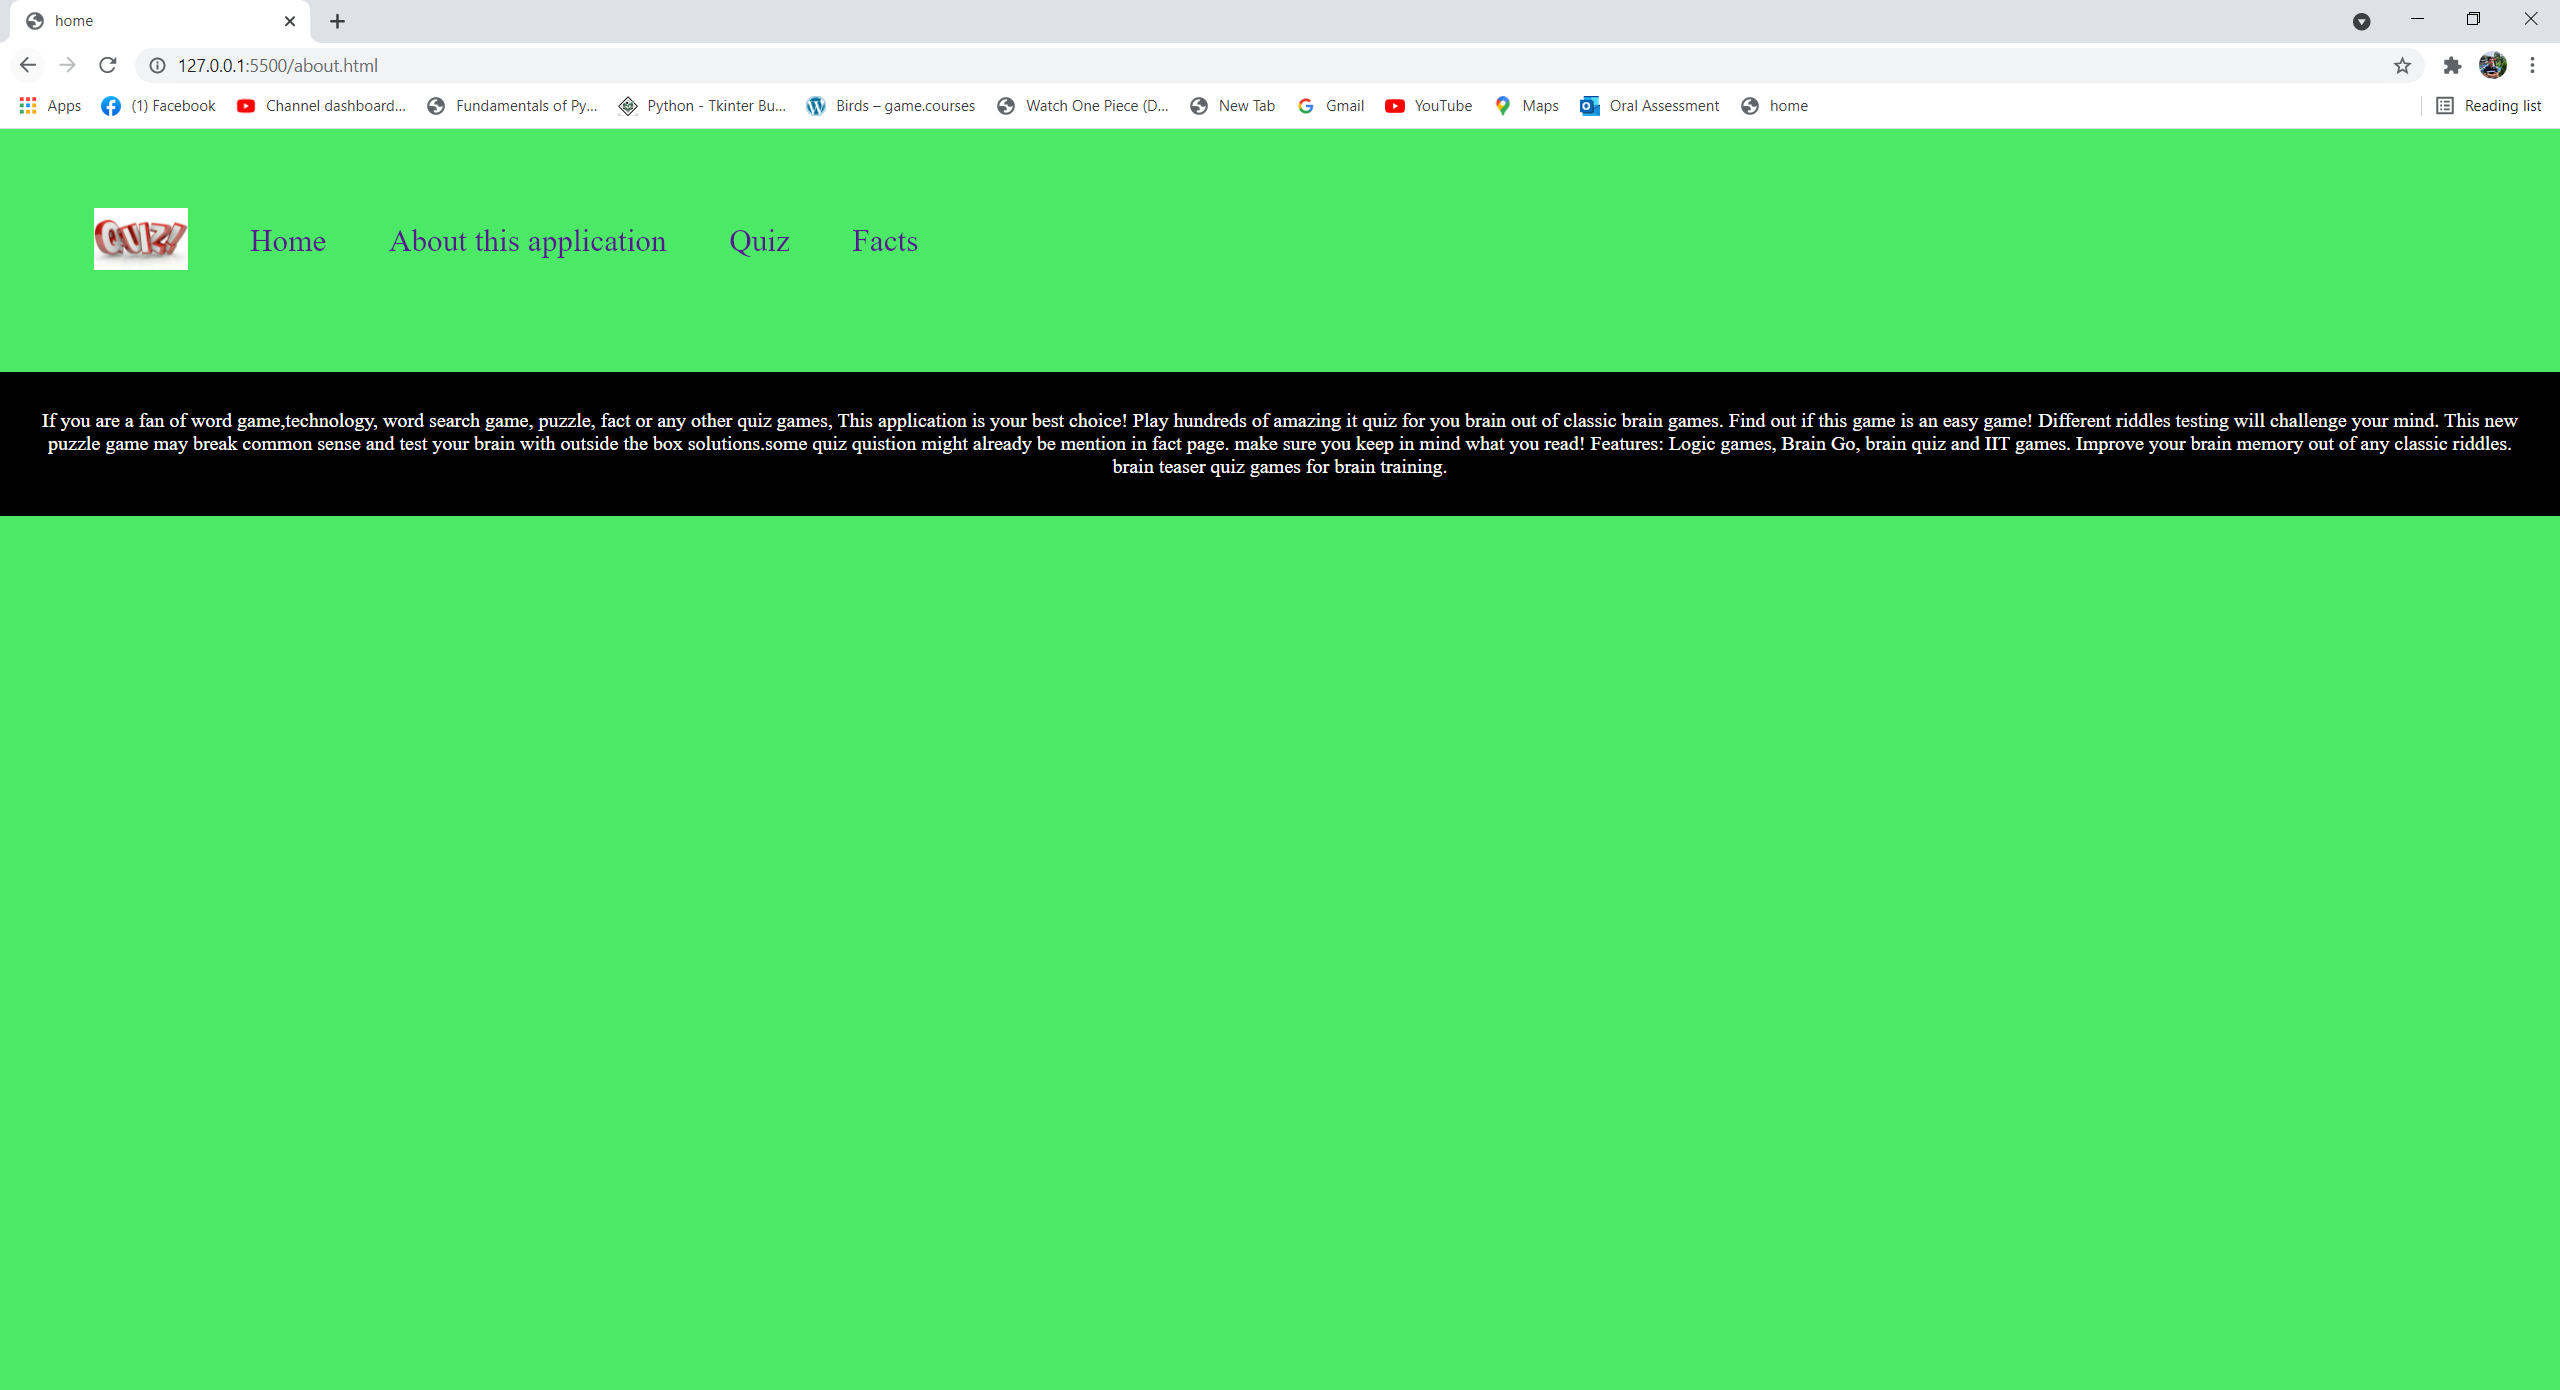 home
127.0.0.1:5500/about.html
Apps (1) Facebook Channel dashboard... Fundamentals of Py... Python - Tkinter Bu... Birds – game.courses Watch One Piece (D... New Tab Gmail YouTube Maps Oral Assessment home Reading list
QUIZ! Home About this application Quiz Facts
If you are a fan of word game,technology, word search game, puzzle, fact or any other quiz games, This application is your best choice! Play hundreds of amazing it quiz for you brain out of classic brain games. Find out if this game is an easy game! Different riddles testing will challenge your mind. This new
puzzle game may break common sense and test your brain with outside the box solutions.some quiz quistion might already be mention in fact page. make sure you keep in mind what you read! Features: Logic games, Brain Go, brain quiz and IIT games. Improve your brain memory out of any classic riddles.
brain teaser quiz games for brain training.